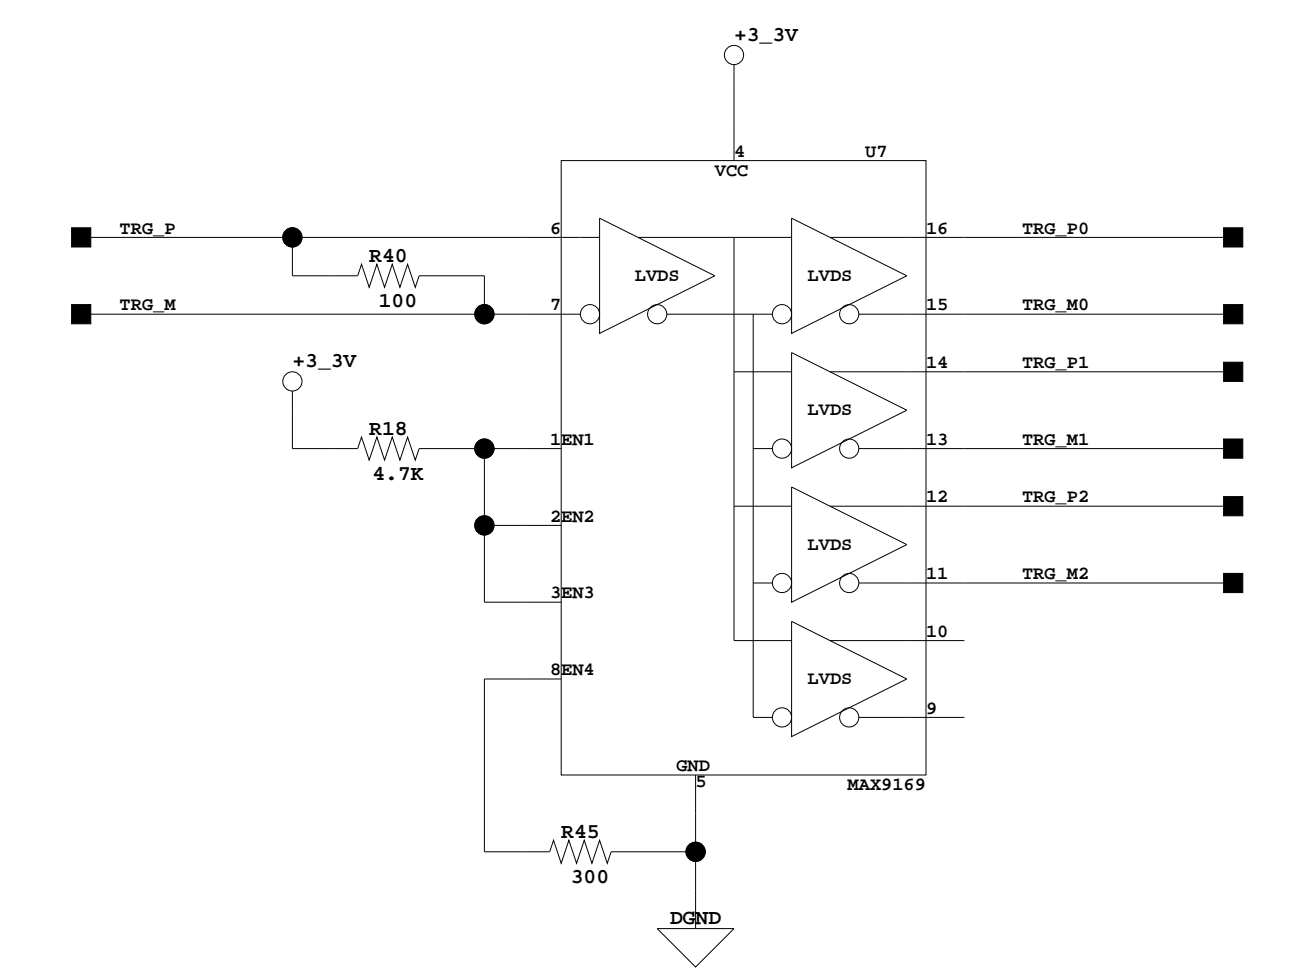 +3_3V
4
U7
VCC
TRG_P
6
16
TRG_P0
R40
LVDS
LVDS
100
TRG_M
7
15
TRG_M0
+3_3V
14
TRG_P1
LVDS
R18
1EN1
13
TRG_M1
4.7K
12
TRG_P2
2EN2
LVDS
11
TRG_M2
3EN3
10
8EN4
LVDS
9
GND
5
MAX9169
R45
300
DGND